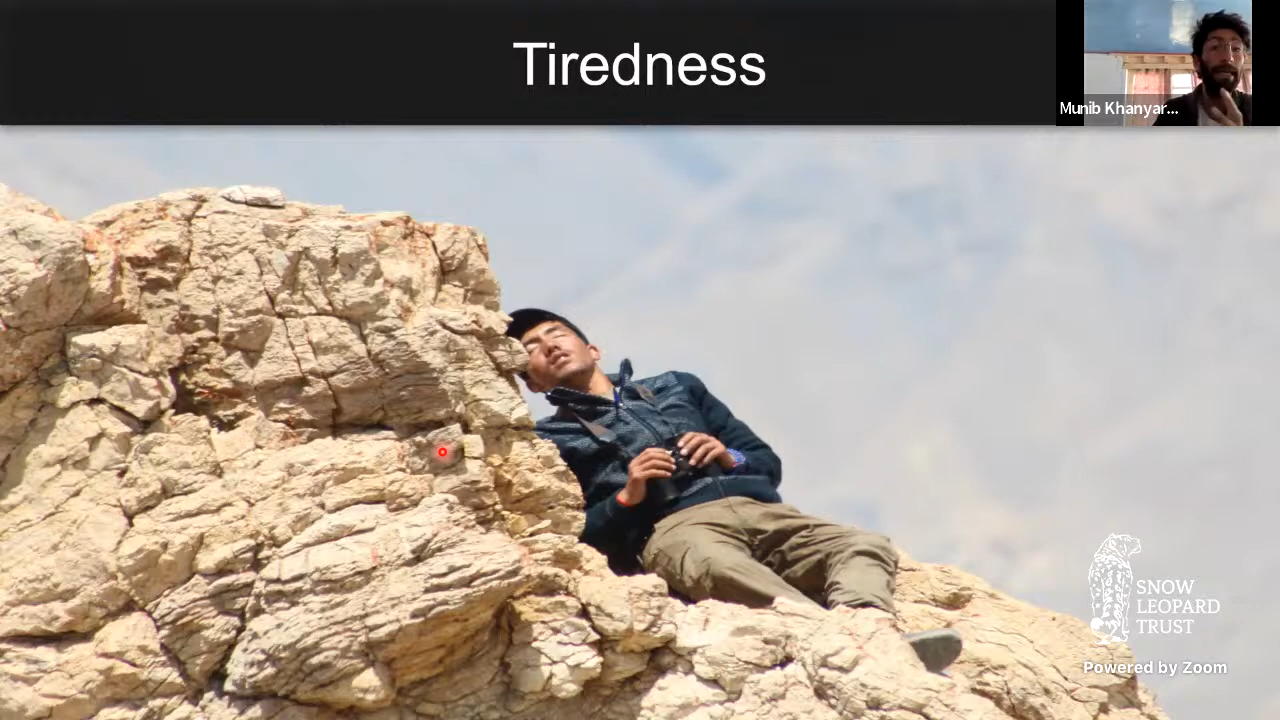 Tiredness
Munib Khanyar...
SNOW
LEOPARD
TRUST
Powered by Zoom